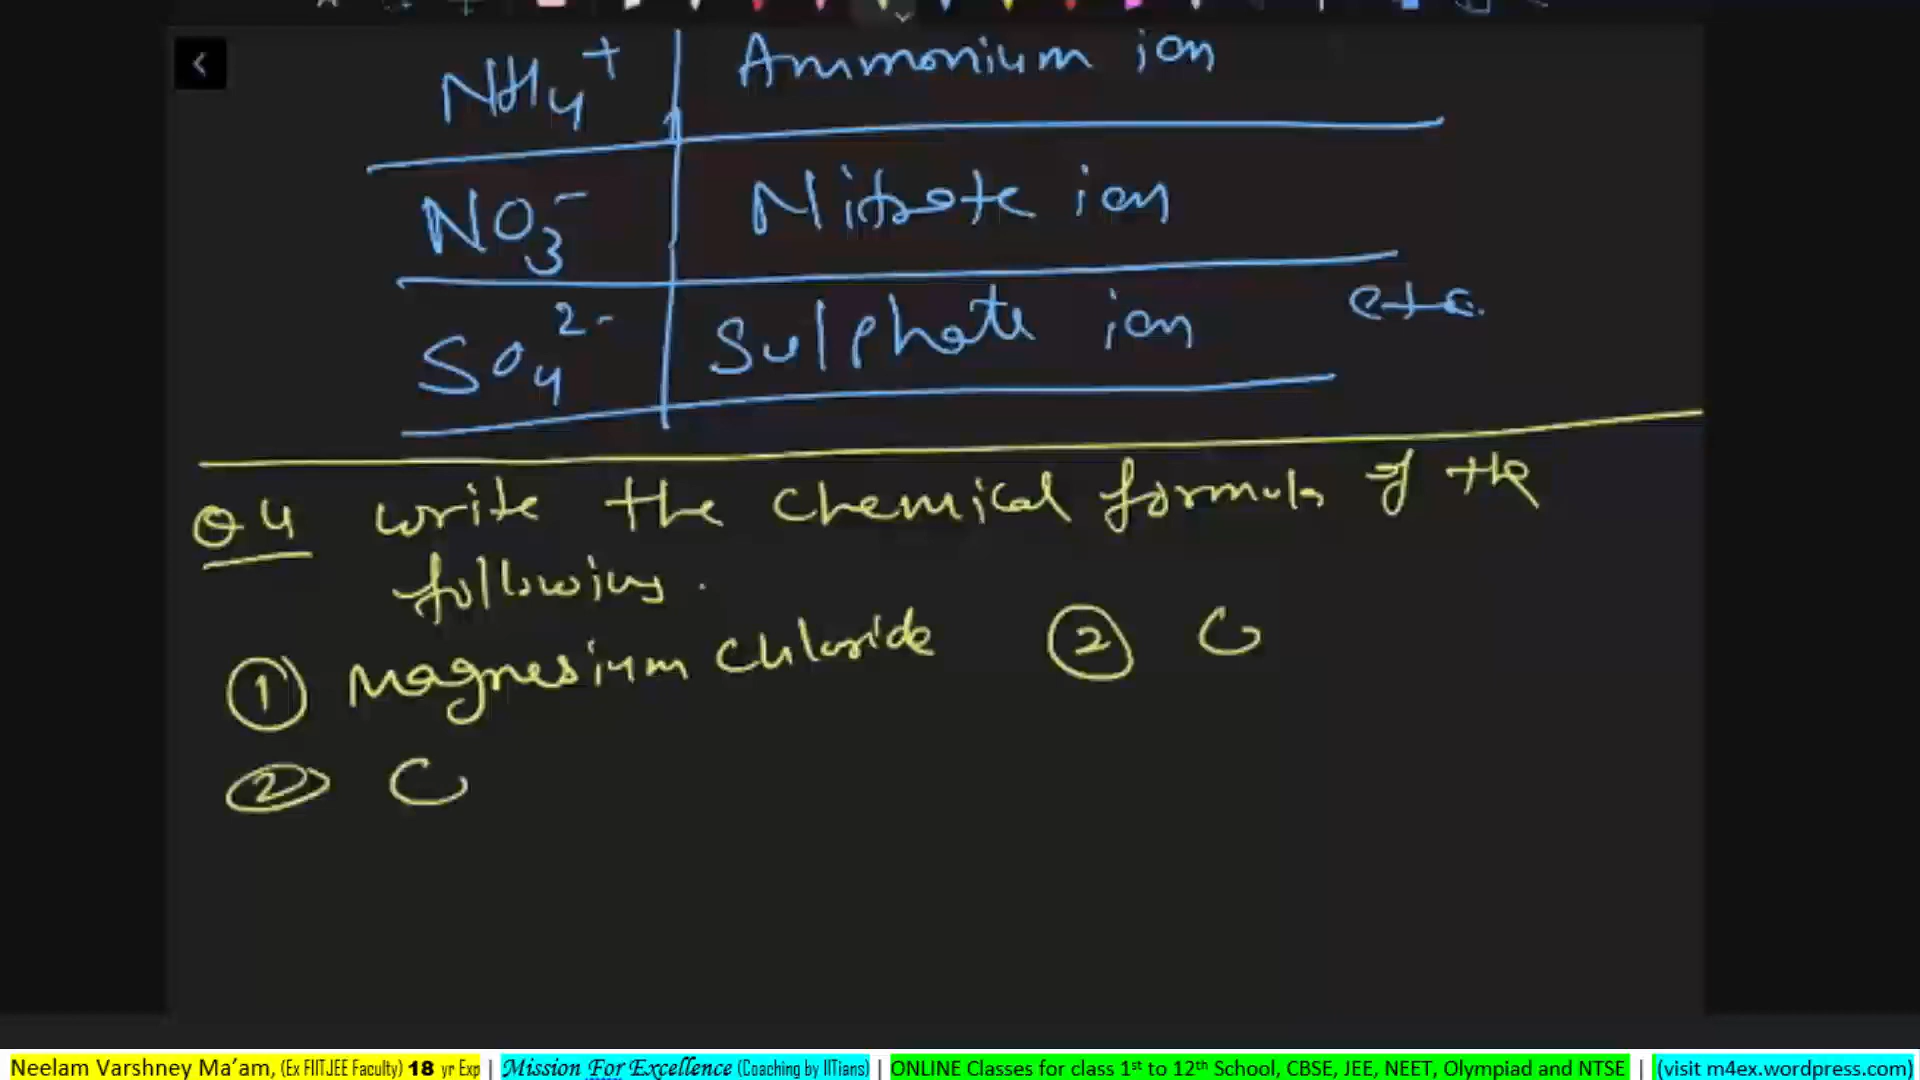 NH4+ Ammonium ion
NO3- Nitrate ion
SO4 2- Sulphate ion etc.
Q4 write the chemical formula of the
following.
① Magnesium Chloride ② C
② C
Neelam Varshney Ma'am, (Ex FIITJEE Faculty) 18 yr Exp | Mission For Excellence (Coaching by IITians) | ONLINE Classes for class 1st to 12th School, CBSE, JEE, NEET, Olympiad and NTSE | (visit m4ex.wordpress.com)